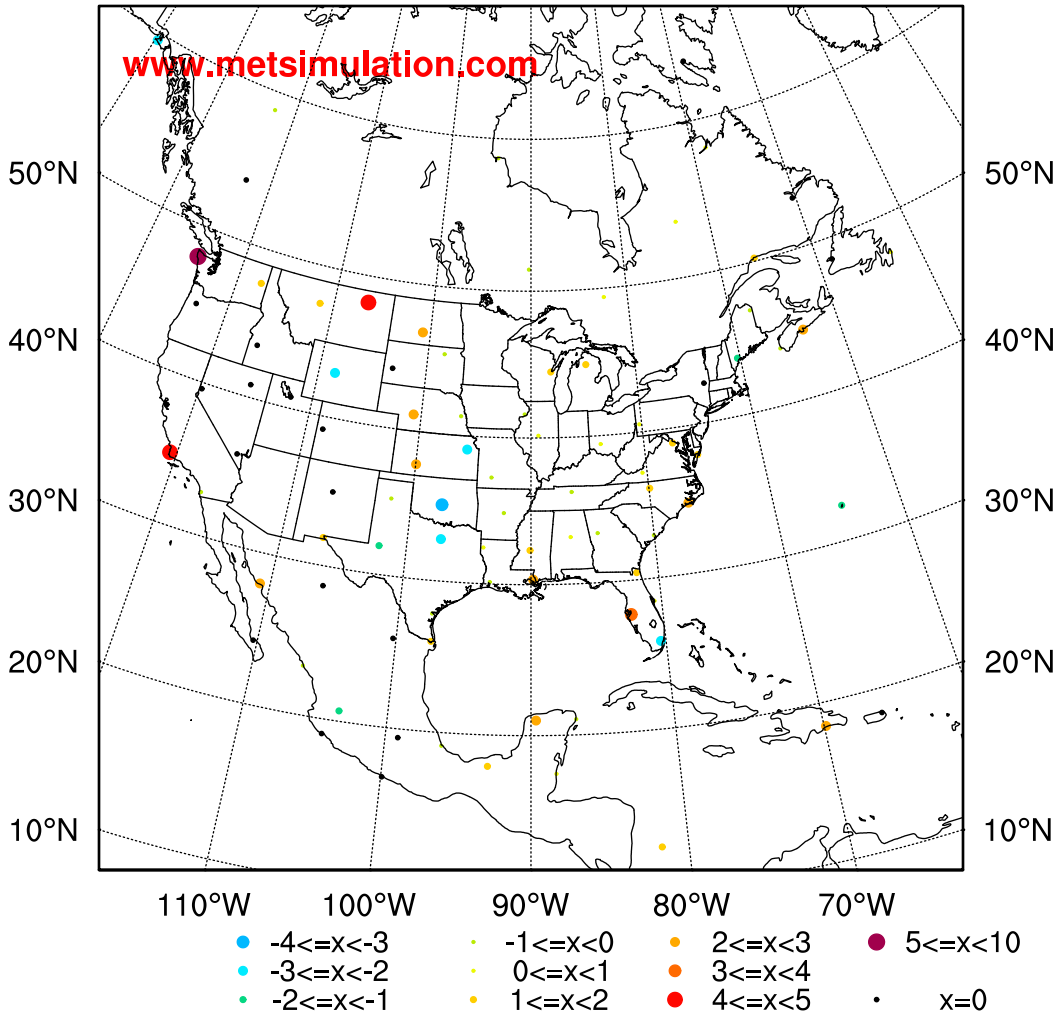 www.metsimulation.com
50°N 50°N
40°N 40°N
30°N 30°N
20°N 20°N
10°N 10°N
110°W 100°W 90°W 80°W 70°W
-4<=x<-3 -1<=x<0 2<=x<3 5<=x<10
-3<=x<-2 0<=x<1 3<=x<4
-2<=x<-1 1<=x<2 4<=x<5 x=0